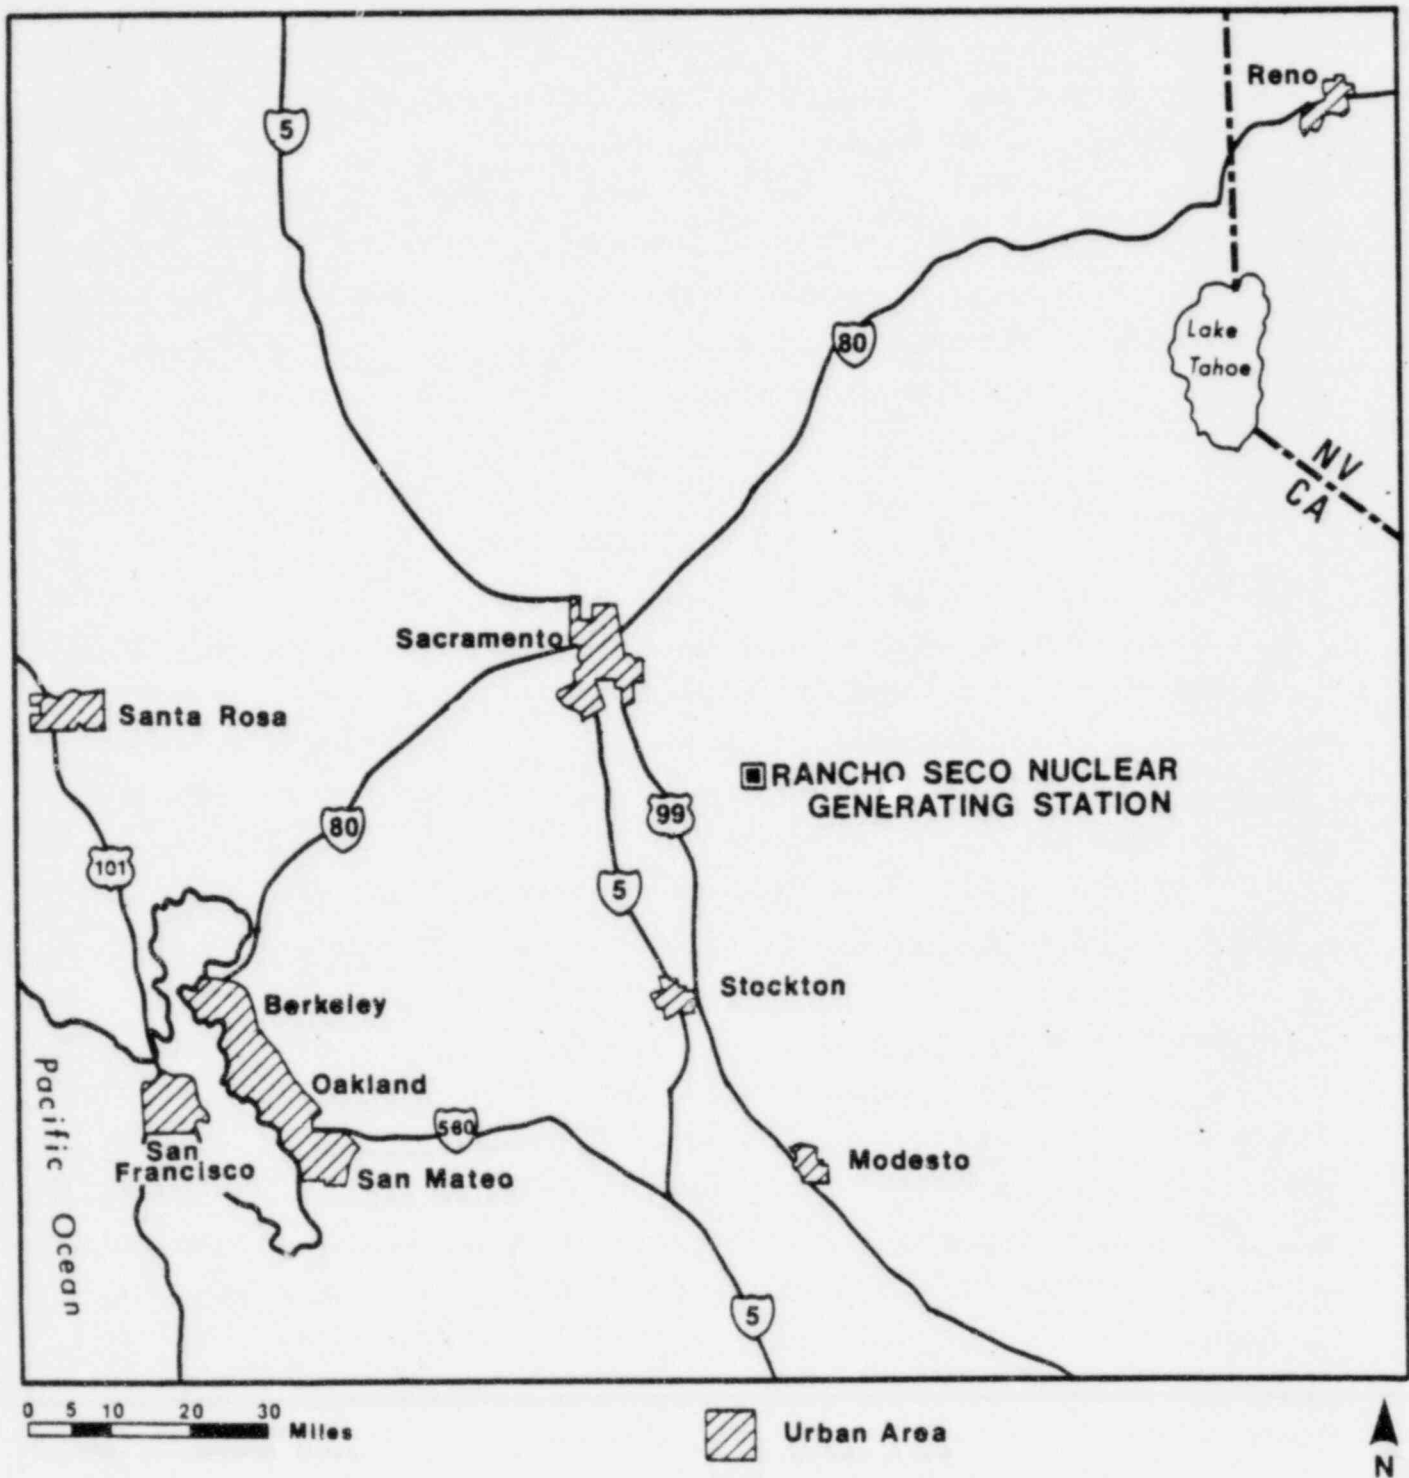 Reno
5
80
Lake
Tahoe
NV
CA
Sacramento
Santa Rosa
RANCHO SECO NUCLEAR
GENERATING STATION
80
99
101
5
Stockton
Berkeley
Pacific Ocean
Oakland
580
San
Francisco
San Mateo
Modesto
5
0 5 10 20 30
Miles
Urban Area
N